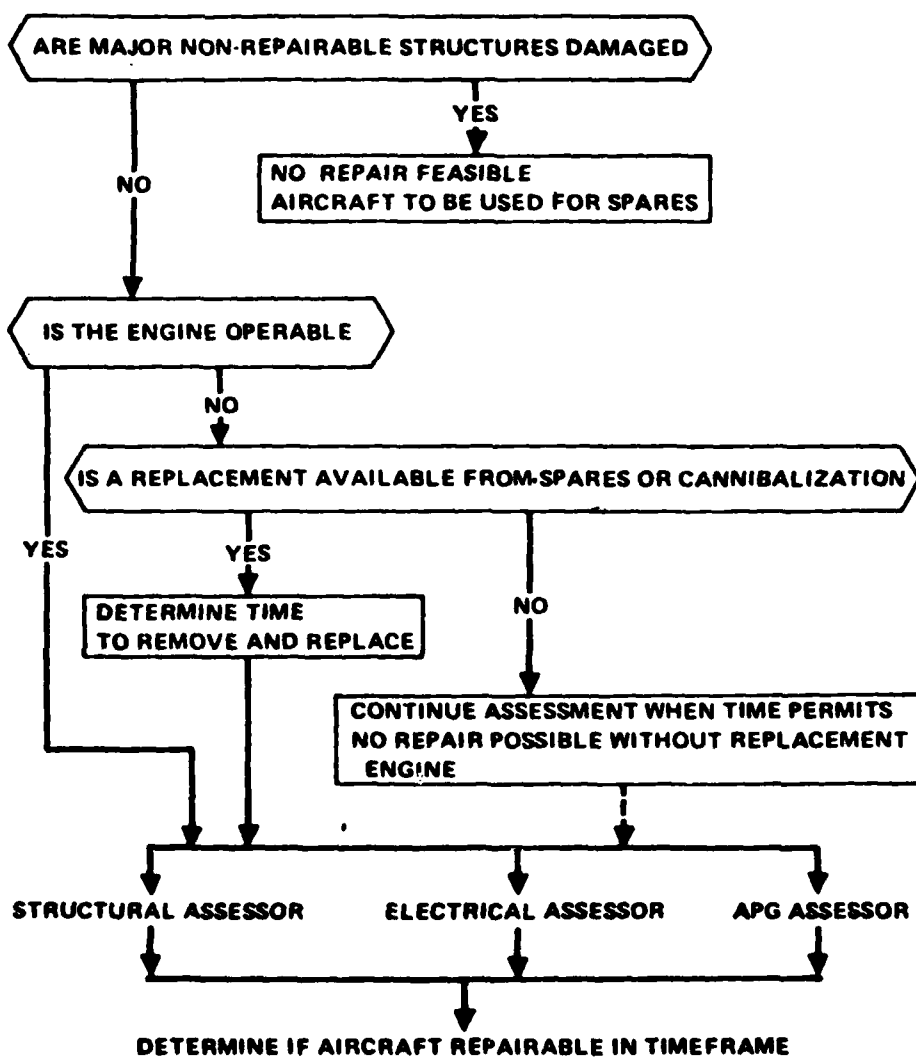 ARE MAJOR NON-REPAIRABLE STRUCTURES DAMAGED
YES
NO
NO REPAIR FEASIBLE
AIRCRAFT TO BE USED FOR SPARES
IS THE ENGINE OPERABLE
NO
IS A REPLACEMENT AVAILABLE FROM-SPARES OR CANNIBALIZATION
YES
YES
NO
DETERMINE TIME
TO REMOVE AND REPLACE
CONTINUE ASSESSMENT WHEN TIME PERMITS
NO REPAIR POSSIBLE WITHOUT REPLACEMENT
ENGINE
STRUCTURAL ASSESSOR
ELECTRICAL ASSESSOR
APG ASSESSOR
DETERMINE IF AIRCRAFT REPAIRABLE IN TIMEFRAME